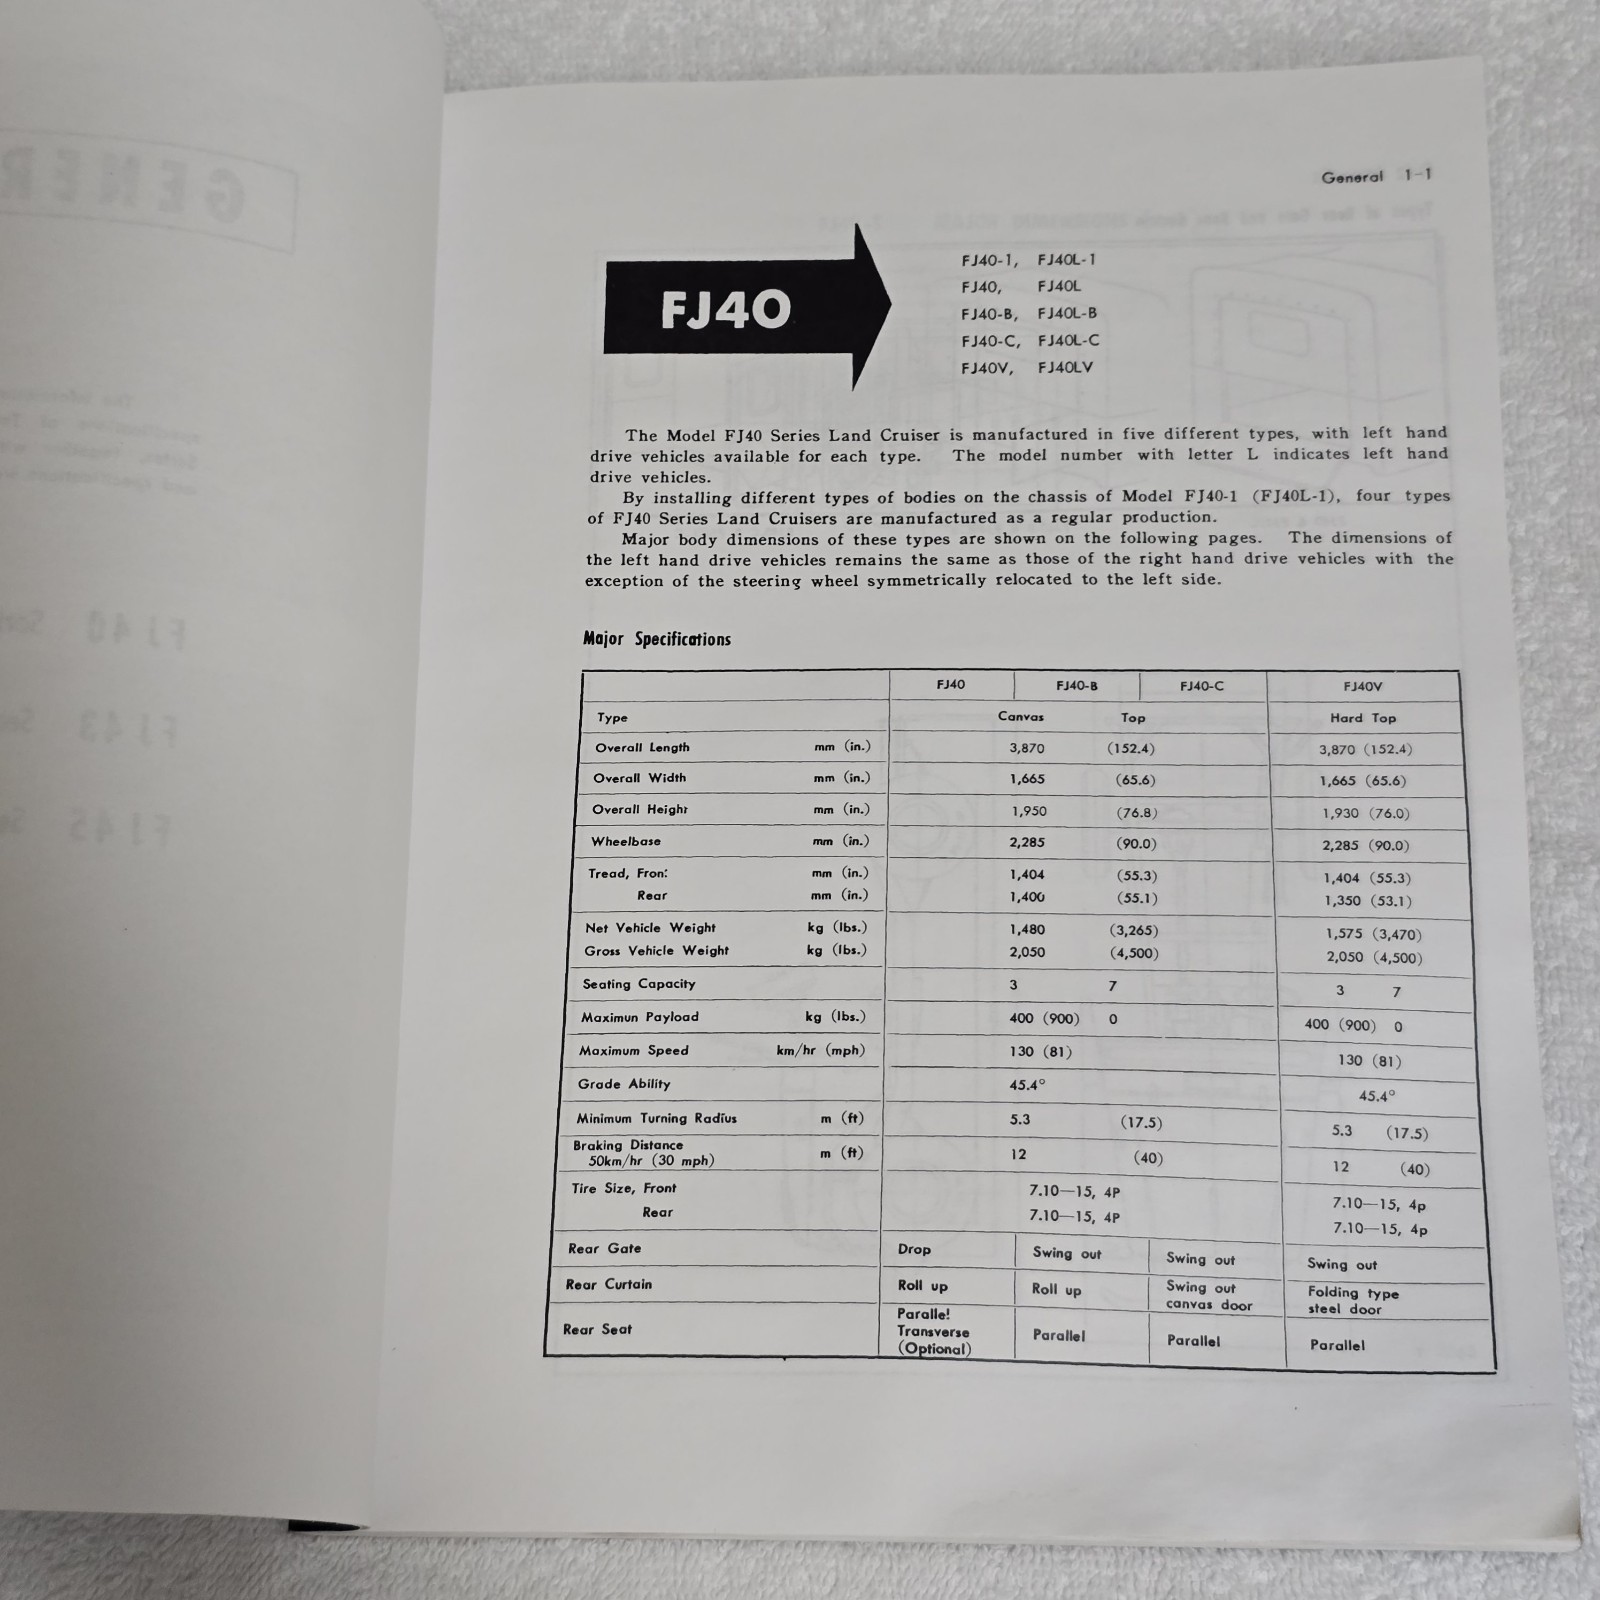 General 1-1
FJ40
FJ40-1, FJ40L-1
FJ40, FJ40L
FJ40-B, FJ40L-B
FJ40-C, FJ40L-C
FJ40V, FJ40LV
The Model FJ40 Series Land Cruiser is manufactured in five different types, with left hand
drive vehicles available for each type. The model number with letter L indicates left hand
drive vehicles.
By installing different types of bodies on the chassis of Model FJ40-1 (FJ40L-1), four types
of FJ40 Series Land Cruisers are manufactured as a regular production.
Major body dimensions of these types are shown on the following pages. The dimensions of
the left hand drive vehicles remains the same as those of the right hand drive vehicles with the
exception of the steering wheel symmetrically relocated to the left side.
Major Specifications
FJ40 FJ40-B FJ40-C FJ40V
Type Canvas Top Hard Top
Overall Length mm (in.) 3,870 (152.4) 3,870 (152.4)
Overall Width mm (in.) 1,665 (65.6) 1,665 (65.6)
Overall Height mm (in.) 1,950 (76.8) 1,930 (76.0)
Wheelbase mm (in.) 2,285 (90.0) 2,285 (90.0)
Tread, Front mm (in.) 1,404 (55.3) 1,404 (55.3)
Rear mm (in.) 1,400 (55.1) 1,350 (53.1)
Net Vehicle Weight kg (lbs.) 1,480 (3,265) 1,575 (3,470)
Gross Vehicle Weight kg (lbs.) 2,050 (4,500) 2,050 (4,500)
Seating Capacity 3 7 3 7
Maximun Payload kg (lbs.) 400 (900) 0 400 (900) 0
Maximum Speed km/hr (mph) 130 (81) 130 (81)
Grade Ability 45.4° 45.4°
Minimum Turning Radius m (ft) 5.3 (17.5) 5.3 (17.5)
Braking Distance
50km/hr (30 mph) m (ft) 12 (40) 12 (40)
Tire Size, Front 7.10—15, 4P 7.10—15, 4p
Rear 7.10—15, 4P 7.10—15, 4p
Rear Gate Drop Swing out Swing out Swing out
Rear Curtain Roll up Roll up Swing out canvas door Folding type steel door
Rear Seat Parallel Transverse (Optional) Parallel Parallel Parallel